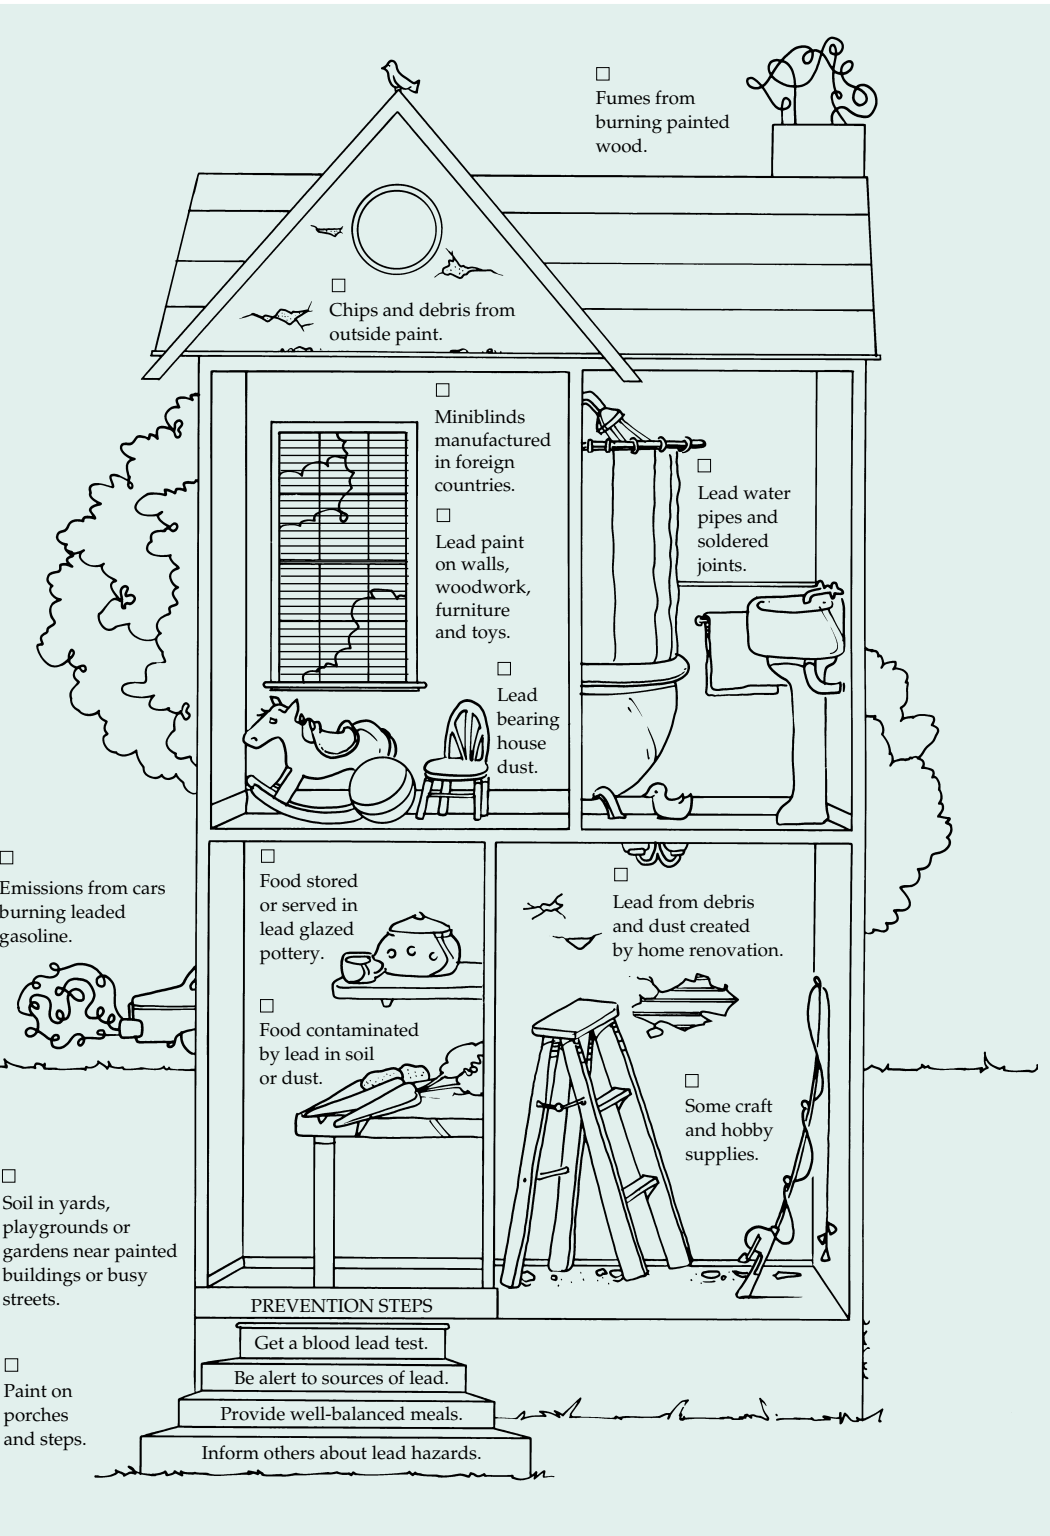 ☐
Fumes from
burning painted
wood.
☐
Chips and debris from
outside paint.
☐
Miniblinds
manufactured
in foreign
countries.
☐
Lead paint
on walls,
woodwork,
furniture
and toys.
☐
Lead
bearing
house
dust.
☐
Lead water
pipes and
soldered
joints.
☐
Emissions from cars
burning leaded
gasoline.
☐
Food stored
or served in
lead glazed
pottery.
☐
Food contaminated
by lead in soil
or dust.
☐
Lead from debris
and dust created
by home renovation.
☐
Some craft
and hobby
supplies.
☐
Soil in yards,
playgrounds or
gardens near painted
buildings or busy
streets.
☐
Paint on
porches
and steps.
PREVENTION STEPS
Get a blood lead test.
Be alert to sources of lead.
Provide well-balanced meals.
Inform others about lead hazards.